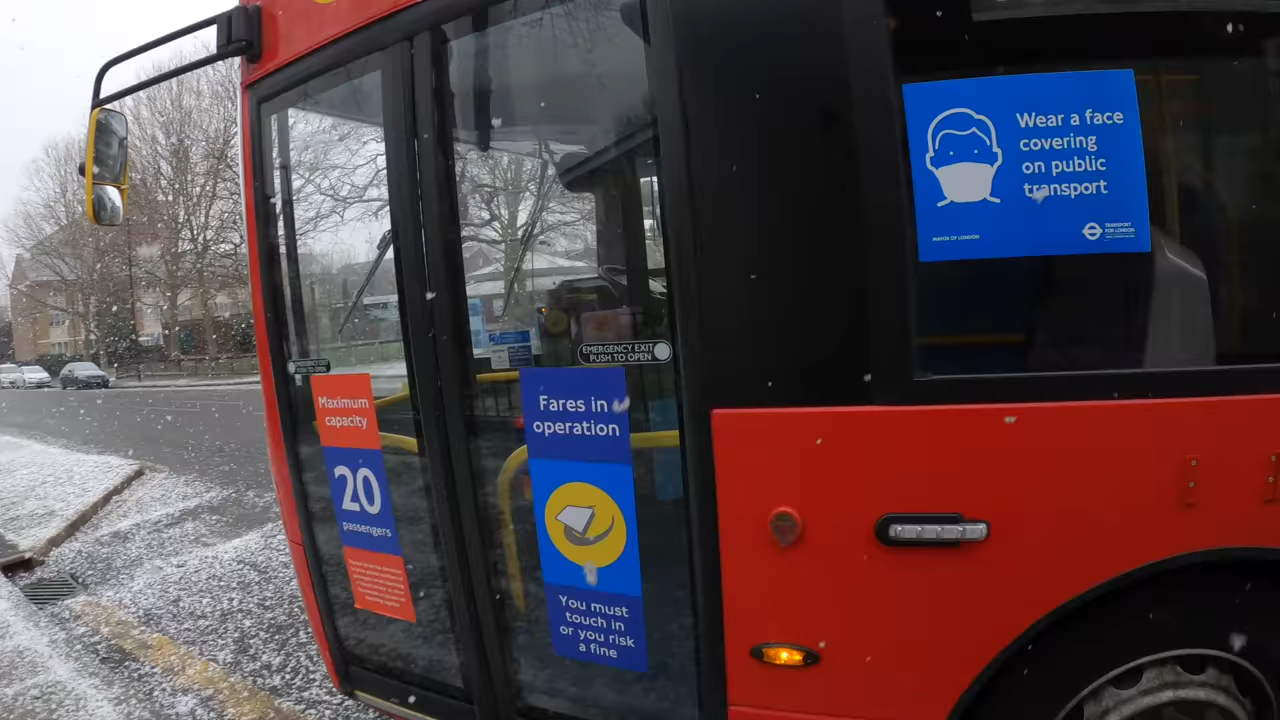 Wear a face
covering
on public
transport
MAYOR OF LONDON
TRANSPORT
FOR LONDON
EMERGENCY EXIT
PUSH TO OPEN
Maximum
capacity
20
passengers
Fares in
operation
You must
touch in
or you risk
a fine